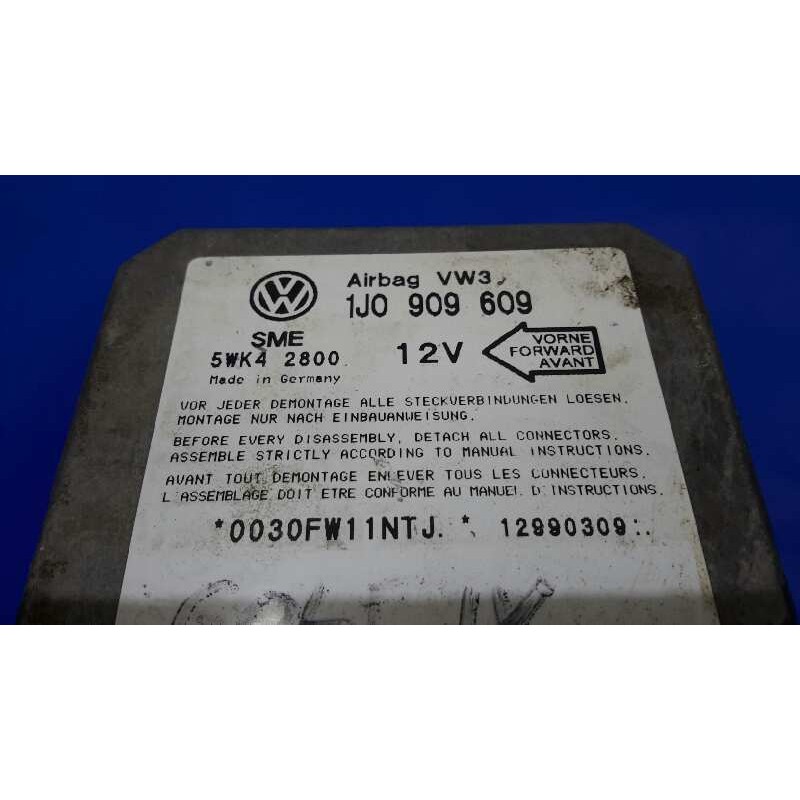 Airbag VW3
1J0 909 609
SME
5WK4 2800
12V
VORNE
FORWARD
AVANT
Made in Germany
VOR JEDER DEMONTAGE ALLE STECKVERBINDUNGEN LOESEN.
MONTAGE NUR NACH EINBAUANWEISUNG.
BEFORE EVERY DISASSEMBLY, DETACH ALL CONNECTORS.
ASSEMBLE STRICTLY ACCORDING TO MANUAL INSTRUCTIONS.
AVANT TOUT DEMONTAGE ENLEVER TOUS LES CONNECTEURS.
L'ASSEMBLAGE DOIT ETRE CONFORME AU MANUEL D'INSTRUCTIONS.
*0030FW11NTJ. * 12990309